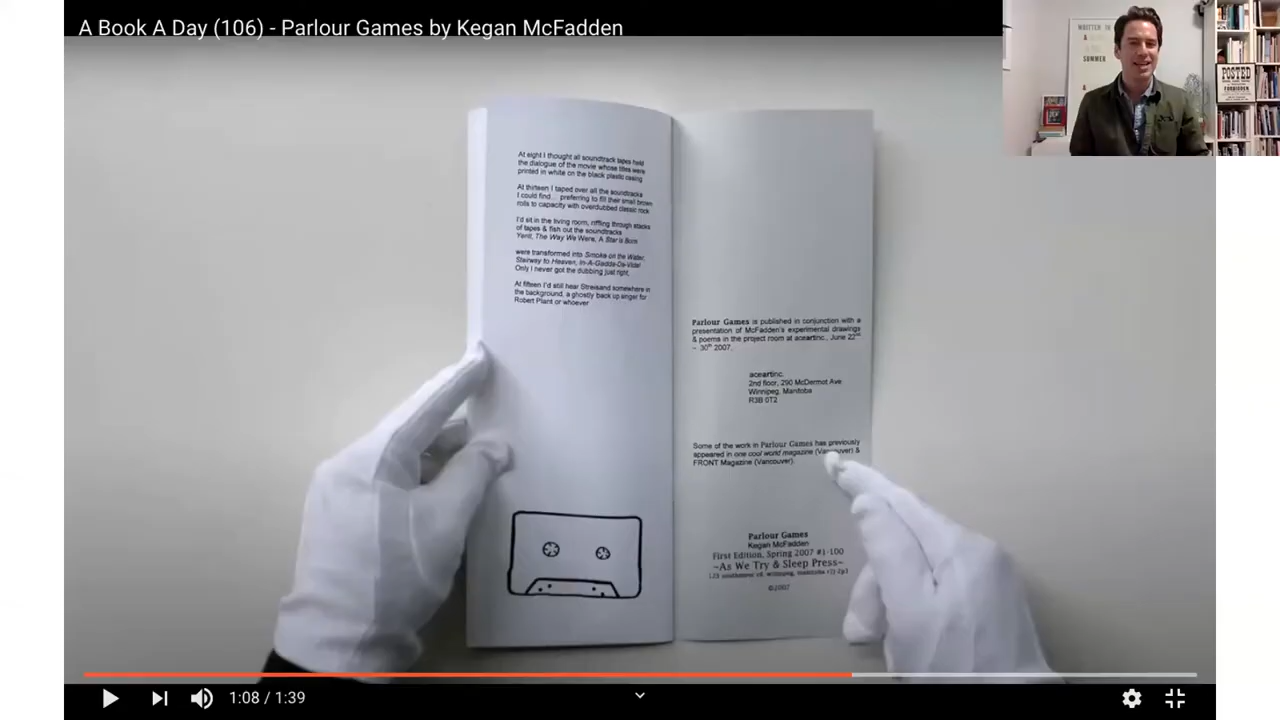 A Book A Day (106) - Parlour Games by Kegan McFadden
WRITTEN IN
A
SUMMER
A
POSTED
FORBIDDEN
At eight I thought all soundtrack tapes held
the dialogue of the movie whose titles were
printed in white on the black plastic casing
At thirteen I taped over all the soundtracks
I could find... preferring to fill their small brown
rolls to capacity with overdubbed classic rock
I'd sit in the living room, riffling through stacks
of tapes & fish out the soundtracks
Yentl, The Way We Were, A Star is Born
were transformed into Smoke on the Water,
Stairway to Heaven, In-A-Gadda-Da-Vida!
Only I never got the dubbing just right,
At fifteen I'd still hear Streisand somewhere in
the background, a ghostly back up singer for
Robert Plant or whoever
Parlour Games is published in conjunction with a
presentation of McFadden's experimental drawings
& poems in the project room at aceartinc., June 22nd
– 30th 2007.
aceartinc.
2nd floor, 290 McDermot Ave
Winnipeg, Manitoba
R3B 0T2
Some of the work in Parlour Games has previously
appeared in one cool world magazine (Vancouver) &
FRONT Magazine (Vancouver).
Parlour Games
Kegan McFadden
First Edition, Spring 2007 #1-100
~As We Try & Sleep Press~
©2007
1:08 / 1:39